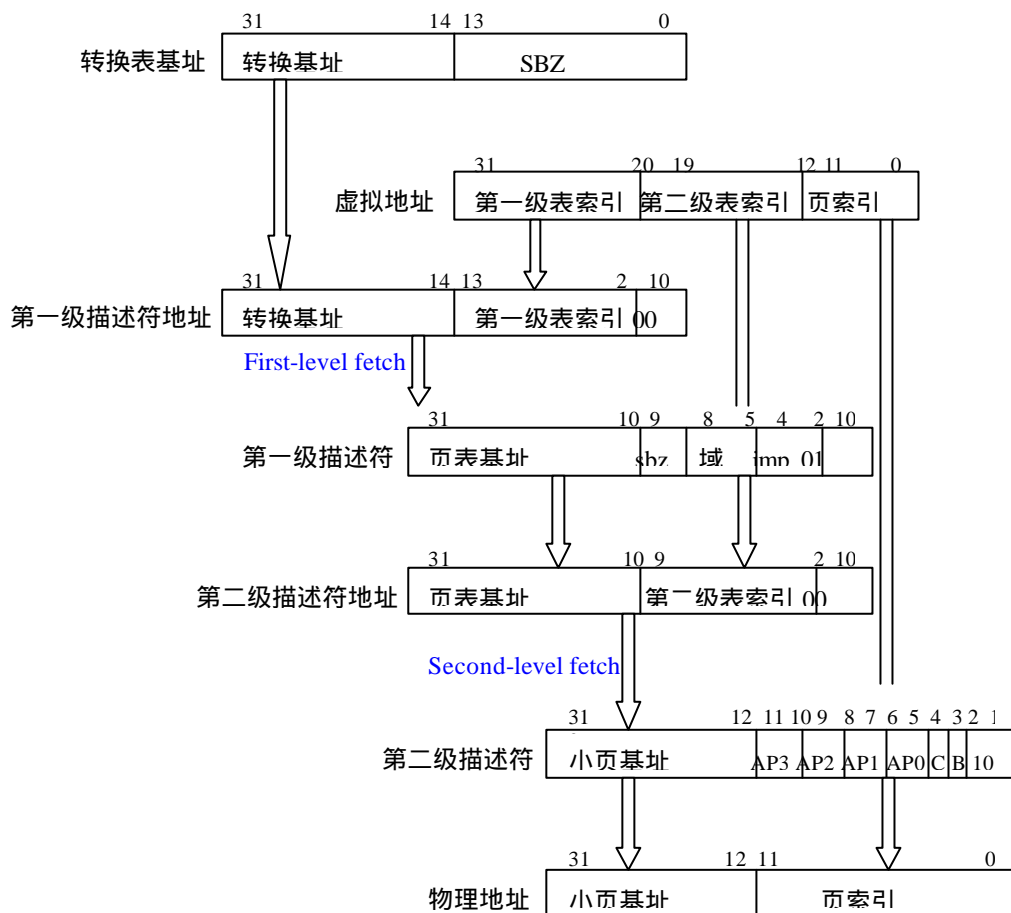 31 14 13 0
转换表基址 转换基址 SBZ
31 20 19 12 11 0
虚拟地址 第一级表索引 第二级表索引 页索引
31 14 13 2 10
第一级描述符地址 转换基址 第一级表索引 00
First-level fetch
31 10 9 8 5 4 2 10
第一级描述符 页表基址 sbz 域 imp 01
31 10 9 2 10
第二级描述符地址 页表基址 第二级表索引 00
Second-level fetch
31 12 11 10 9 8 7 6 5 4 3 2 1
第二级描述符 小页基址 AP3 AP2 AP1 AP0 C B 10
31 12 11 0
物理地址 小页基址 页索引